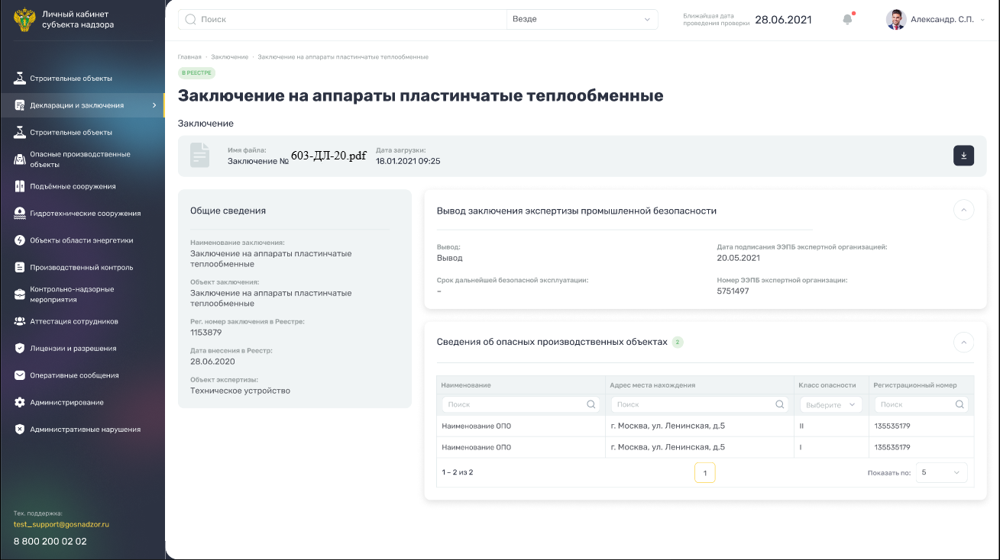 Личный кабинет
субъекта надзора
Поиск
Везде
Ближайшая дата
проведения проверки
28.06.2021
Александр. С.П.
Строительные объекты
Декларации и заключения
Строительные объекты
Опасные производственные
объекты
Подъёмные сооружения
Гидротехнические сооружения
Объекты области энергетики
Производственный контроль
Контрольно-надзорные
мероприятия
Аттестация сотрудников
Лицензии и разрешения
Оперативные сообщения
Администрирование
Административные нарушения
Тех. поддержка:
test_support@gosnadzor.ru
8 800 200 02 02
Главная · Заключение · Заключение на аппараты пластинчатые теплообменные
В РЕЕСТРЕ
Заключение на аппараты пластинчатые теплообменные
Заключение
Имя файла:
Заключение № 603-ДЛ-20.pdf
Дата загрузки:
18.01.2021 09:25
Общие сведения
Наименование заключения:
Заключение на аппараты пластинчатые
теплообменные
Объект заключения:
Заключение на аппараты пластинчатые
теплообменные
Рег. номер заключения в Реестре:
1153879
Дата внесения в Реестр:
28.06.2020
Объект экспертизы:
Техническое устройство
Вывод заключения экспертизы промышленной безопасности
Вывод:
Вывод
Дата подписания ЭЭПБ экспертной организацией:
20.05.2021
Срок дальнейшей безопасной эксплуатации:
–
Номер ЭЭПБ экспертной организации:
5751497
Сведения об опасных производственных объектах 2
Наименование Адрес места нахождения Класс опасности Регистрационный номер
Поиск Поиск Выберите Поиск
Наименование ОПО г. Москва, ул. Ленинская, д.5 II 135535179
Наименование ОПО г. Москва, ул. Ленинская, д.5 I 135535179
1 – 2 из 2 1 Показать по: 5